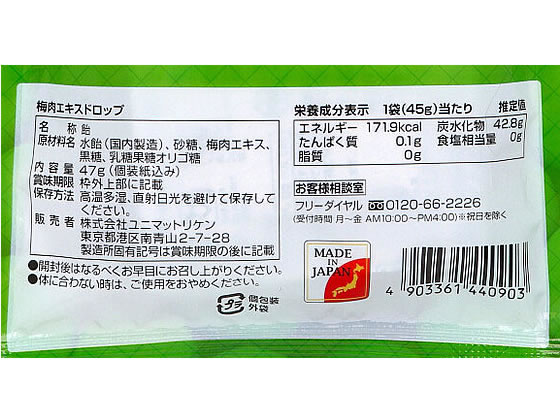 梅肉エキスドロップ
名 称 飴
原材料名 水飴(国内製造)、砂糖、梅肉エキス、
黒糖、乳糖果糖オリゴ糖
内 容 量 47g(個装紙込み)
賞味期限 枠外上部に記載
保存方法 高温多湿、直射日光を避けて保存し
てください。
販 売 者 株式会社ユニマットリケン
東京都港区南青山2-7-28
製造所固有記号は賞味期限の後に記載
●開封後はなるべくお早目にお召し上がりください。
●体に合わない時は、ご使用をおやめください。
プラ 個包装
外袋
栄養成分表示 1袋(45g)当たり 推定値
エネルギー 171.9kcal 炭水化物 42.8g
たんぱく質 0.1g 食塩相当量 0g
脂質 0g
お客様相談室
フリーダイヤル 0120-66-2226
(受付時間 月~金 AM10:00~PM4:00)※祝日を除く
MADE
IN
JAPAN
4 903361 440903